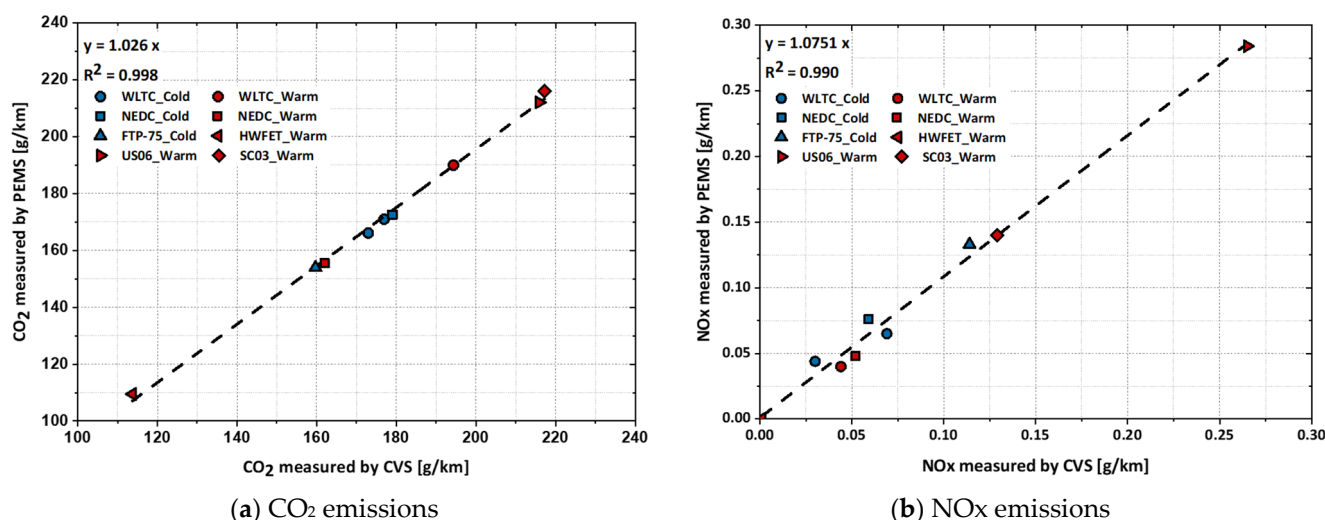 y = 1.026 x
R2 = 0.998
WLTC_Cold WLTC_Warm
NEDC_Cold NEDC_Warm
FTP-75_Cold HWFET_Warm
US06_Warm SC03_Warm
CO2 measured by PEMS [g/km]
240
220
200
180
160
140
120
100
100 120 140 160 180 200 220 240
CO2 measured by CVS [g/km]
(a) CO2 emissions
y = 1.0751 x
R2 = 0.990
WLTC_Cold WLTC_Warm
NEDC_Cold NEDC_Warm
FTP-75_Cold HWFET_Warm
US06_Warm SC03_Warm
NOx measured by PEMS [g/km]
0.30
0.25
0.20
0.15
0.10
0.05
0.00
0.00 0.05 0.10 0.15 0.20 0.25 0.30
NOx measured by CVS [g/km]
(b) NOx emissions